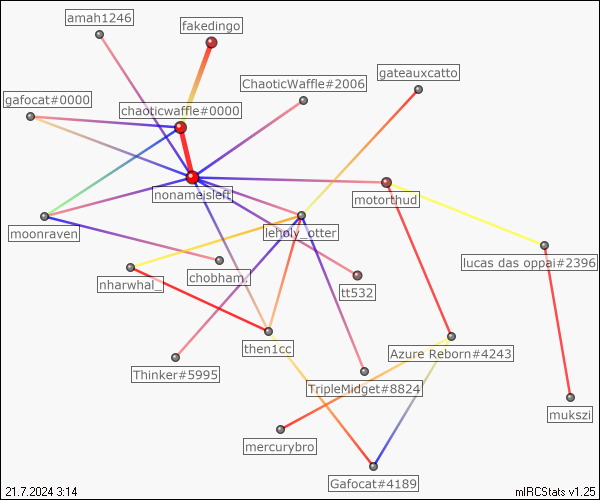 amah1246
fakedingo
ChaoticWaffle#2006
gateauxcatto
gafocat#0000
chaoticwaffle#0000
nonameisleft
motorthud
moonraven
leholy_otter
lucas das oppai#2396
nharwhal_
chobham.
tt532
then1cc
Azure Reborn#4243
Thinker#5995
TripleMidget#8824
mukszi
mercurybro
Gafocat#4189
21.7.2024 3:14
mIRCStats v1.25